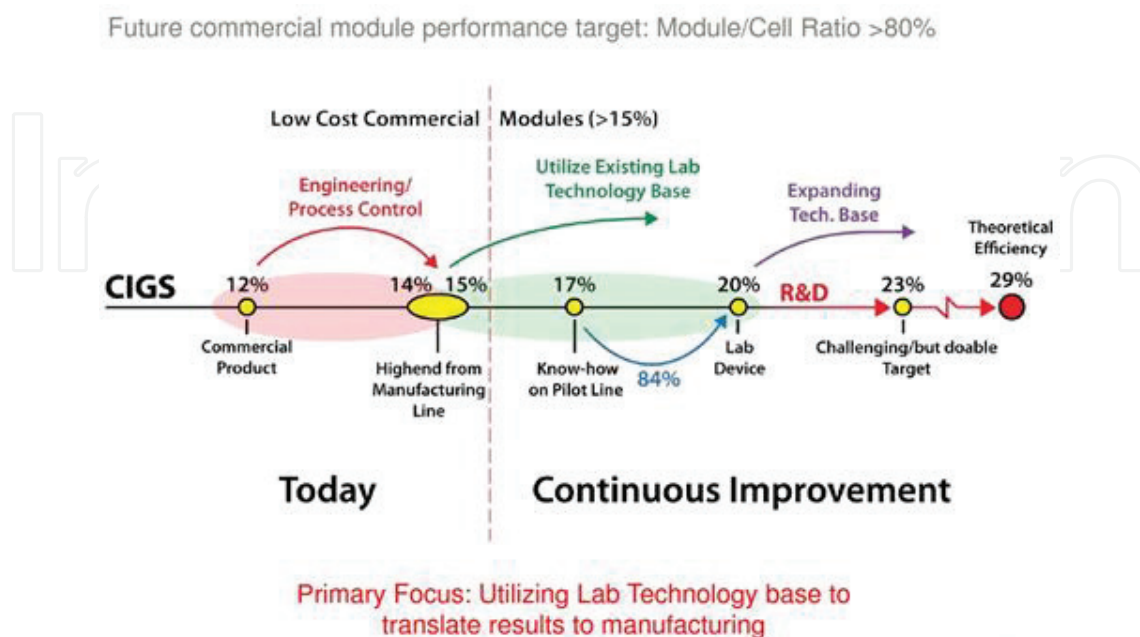 Future commercial module performance target: Module/Cell Ratio >80%
Low Cost Commercial Modules (>15%)
Engineering/
Process Control
Utilize Existing Lab
Technology Base
Expanding
Tech. Base
Theoretical
Efficiency
CIGS
12%
14%
15%
17%
20%
R&D
23%
29%
Commercial
Product
Highend from
Manufacturing
Line
Know-how
on Pilot Line
84%
Lab
Device
Challenging/but doable
Target
Today
Continuous Improvement
Primary Focus: Utilizing Lab Technology base to
translate results to manufacturing